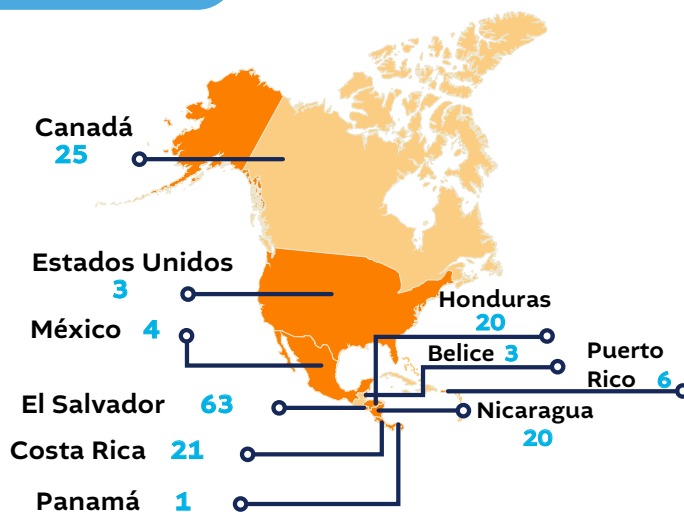 Canadá
25
Estados Unidos
3
Honduras
20
México 4
Belice 3
Puerto
Rico 6
El Salvador 63
Nicaragua
20
Costa Rica 21
Panamá 1